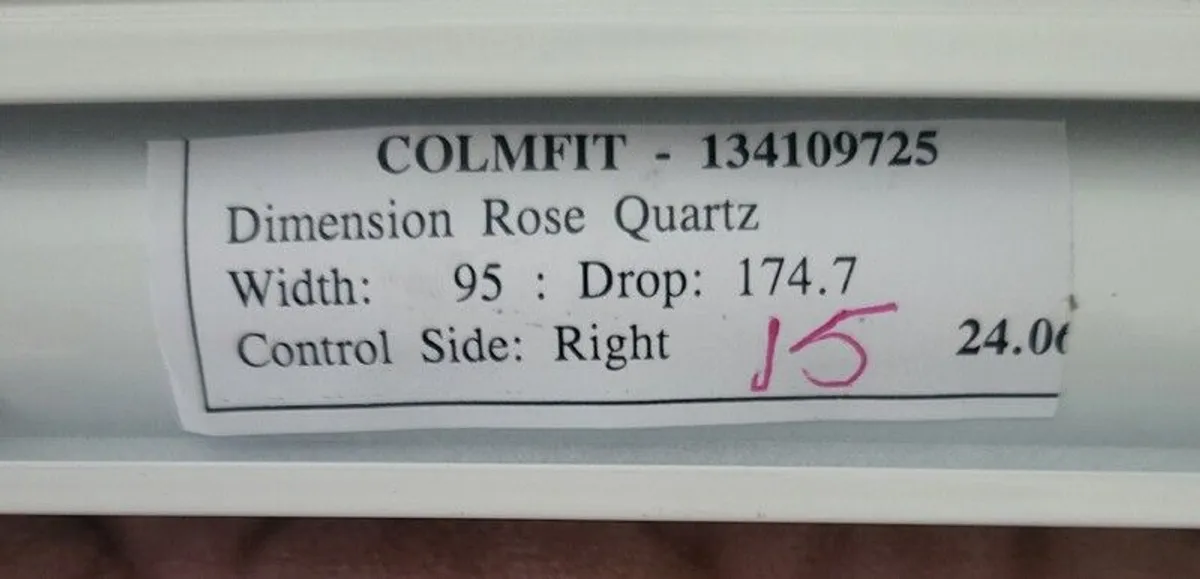 COLMFIT - 134109725
Dimension Rose Quartz
Width: 95 : Drop: 174.7
Control Side: Right 15